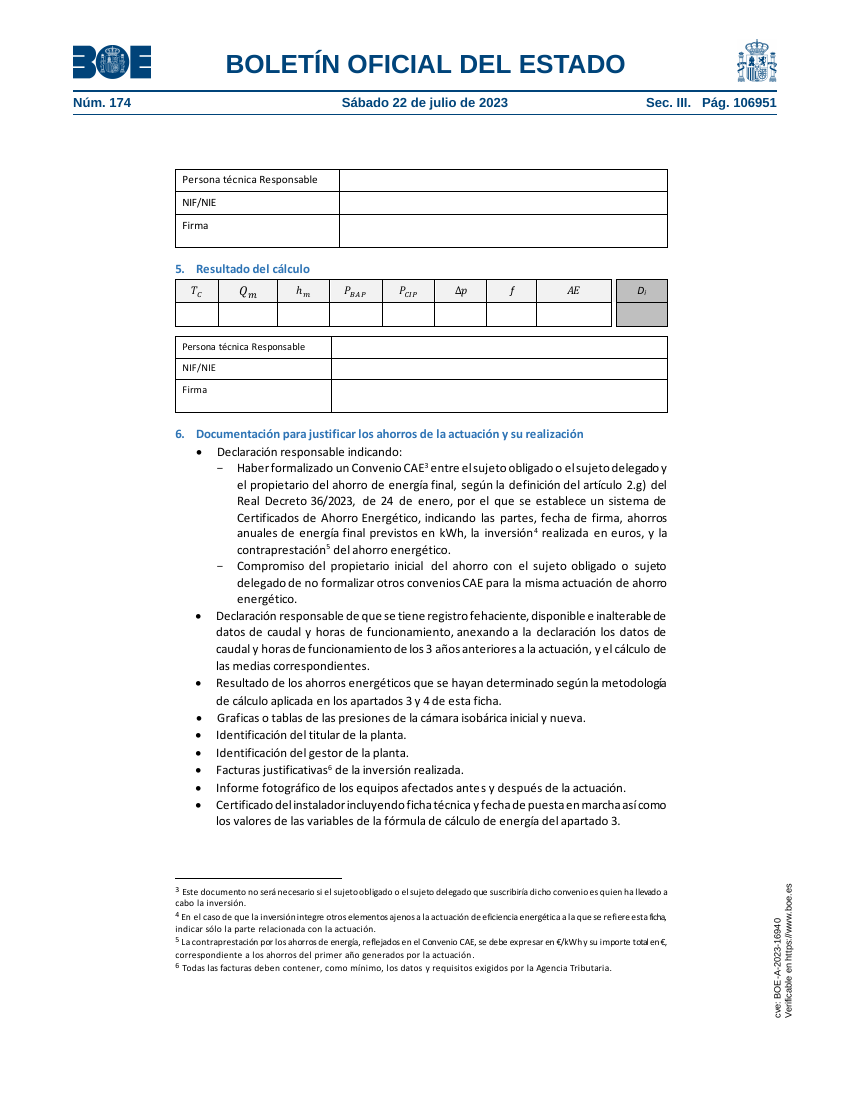 BOE
BOLETÍN OFICIAL DEL ESTADO
Núm. 174 Sábado 22 de julio de 2023 Sec. III. Pág. 106951
Persona técnica Responsable
NIF/NIE
Firma
5. Resultado del cálculo
T_C Q_m h_m P_BAP P_CIP Δp f AE D_i
Persona técnica Responsable
NIF/NIE
Firma
6. Documentación para justificar los ahorros de la actuación y su realización
• Declaración responsable indicando:
− Haber formalizado un Convenio CAE³ entre el sujeto obligado o el sujeto delegado y
el propietario del ahorro de energía final, según la definición del artículo 2.g) del
Real Decreto 36/2023, de 24 de enero, por el que se establece un sistema de
Certificados de Ahorro Energético, indicando las partes, fecha de firma, ahorros
anuales de energía final previstos en kWh, la inversión⁴ realizada en euros, y la
contraprestación⁵ del ahorro energético.
− Compromiso del propietario inicial del ahorro con el sujeto obligado o sujeto
delegado de no formalizar otros convenios CAE para la misma actuación de ahorro
energético.
• Declaración responsable de que se tiene registro fehaciente, disponible e inalterable de
datos de caudal y horas de funcionamiento, anexando a la declaración los datos de
caudal y horas de funcionamiento de los 3 años anteriores a la actuación, y el cálculo de
las medias correspondientes.
• Resultado de los ahorros energéticos que se hayan determinado según la metodología
de cálculo aplicada en los apartados 3 y 4 de esta ficha.
• Graficas o tablas de las presiones de la cámara isobárica inicial y nueva.
• Identificación del titular de la planta.
• Identificación del gestor de la planta.
• Facturas justificativas⁶ de la inversión realizada.
• Informe fotográfico de los equipos afectados antes y después de la actuación.
• Certificado del instalador incluyendo ficha técnica y fecha de puesta en marcha así como
los valores de las variables de la fórmula de cálculo de energía del apartado 3.
³ Este documento no será necesario si el sujeto obligado o el sujeto delegado que suscribiría dicho convenio es quien ha llevado a
cabo la inversión.
⁴ En el caso de que la inversión integre otros elementos ajenos a la actuación de eficiencia energética a la que se refiere esta ficha,
indicar sólo la parte relacionada con la actuación.
⁵ La contraprestación por los ahorros de energía, reflejados en el Convenio CAE, se debe expresar en €/kWh y su importe total en €,
correspondiente a los ahorros del primer año generados por la actuación.
⁶ Todas las facturas deben contener, como mínimo, los datos y requisitos exigidos por la Agencia Tributaria.
cve: BOE-A-2023-16940
Verificable en https://www.boe.es